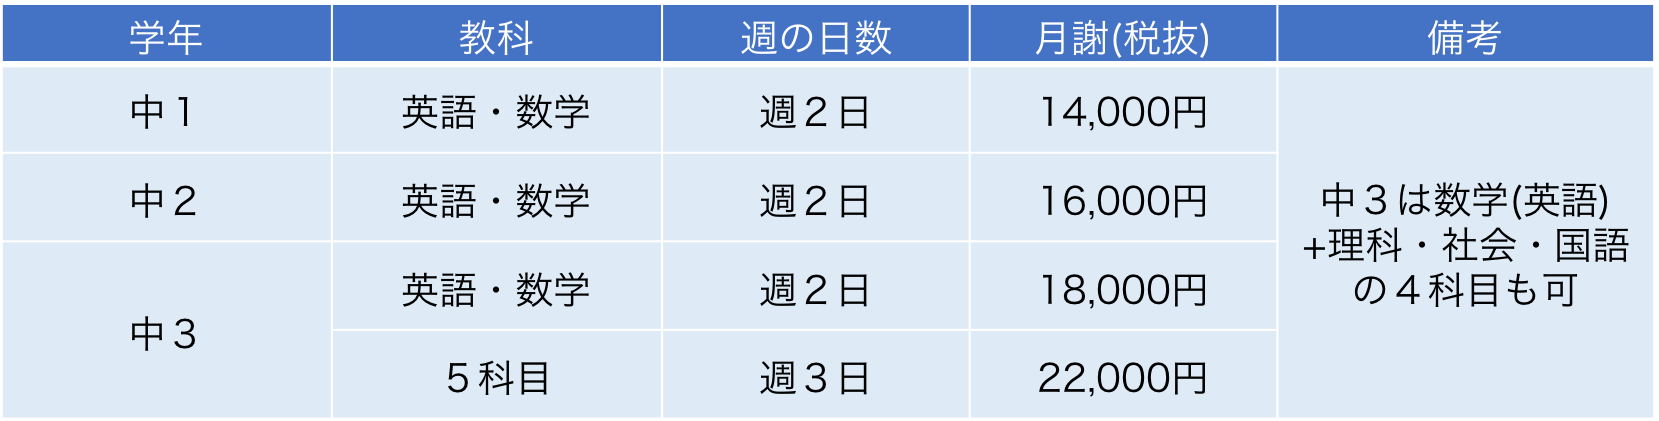 学年 教科 週の日数 月謝(税抜) 備考
中１ 英語・数学 週２日 14,000円
中２ 英語・数学 週２日 16,000円
中３ 英語・数学 週２日 18,000円
５科目 週３日 22,000円
中３は数学(英語)
+理科・社会・国語
の４科目も可